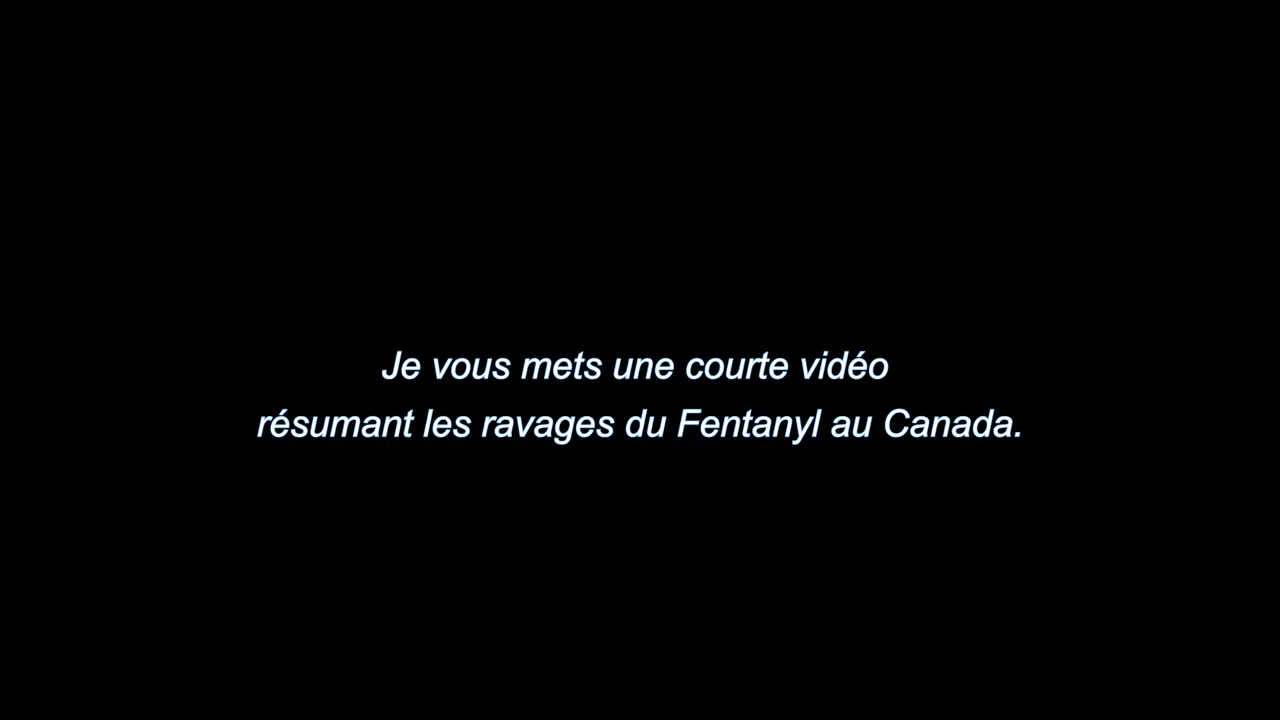 Je vous mets une courte vidéo
résumant les ravages du Fentanyl au Canada.